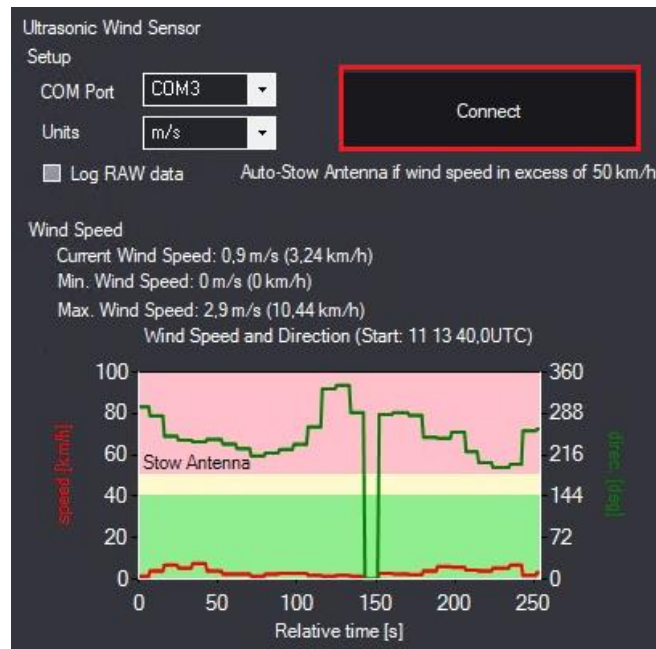 Ultrasonic Wind Sensor
Setup
COM Port COM3
Connect
Units m/s
Log RAW data Auto-Stow Antenna if wind speed in excess of 50 km/h
Wind Speed
Current Wind Speed: 0,9 m/s (3,24 km/h)
Min. Wind Speed: 0 m/s (0 km/h)
Max. Wind Speed: 2,9 m/s (10,44 km/h)
Wind Speed and Direction (Start: 11 13 40,0UTC)
100 360
80 288
60 216
Stow Antenna
40 144
20 72
0 0
speed [km/h]
direc. [deg]
0 50 100 150 200 250
Relative time [s]